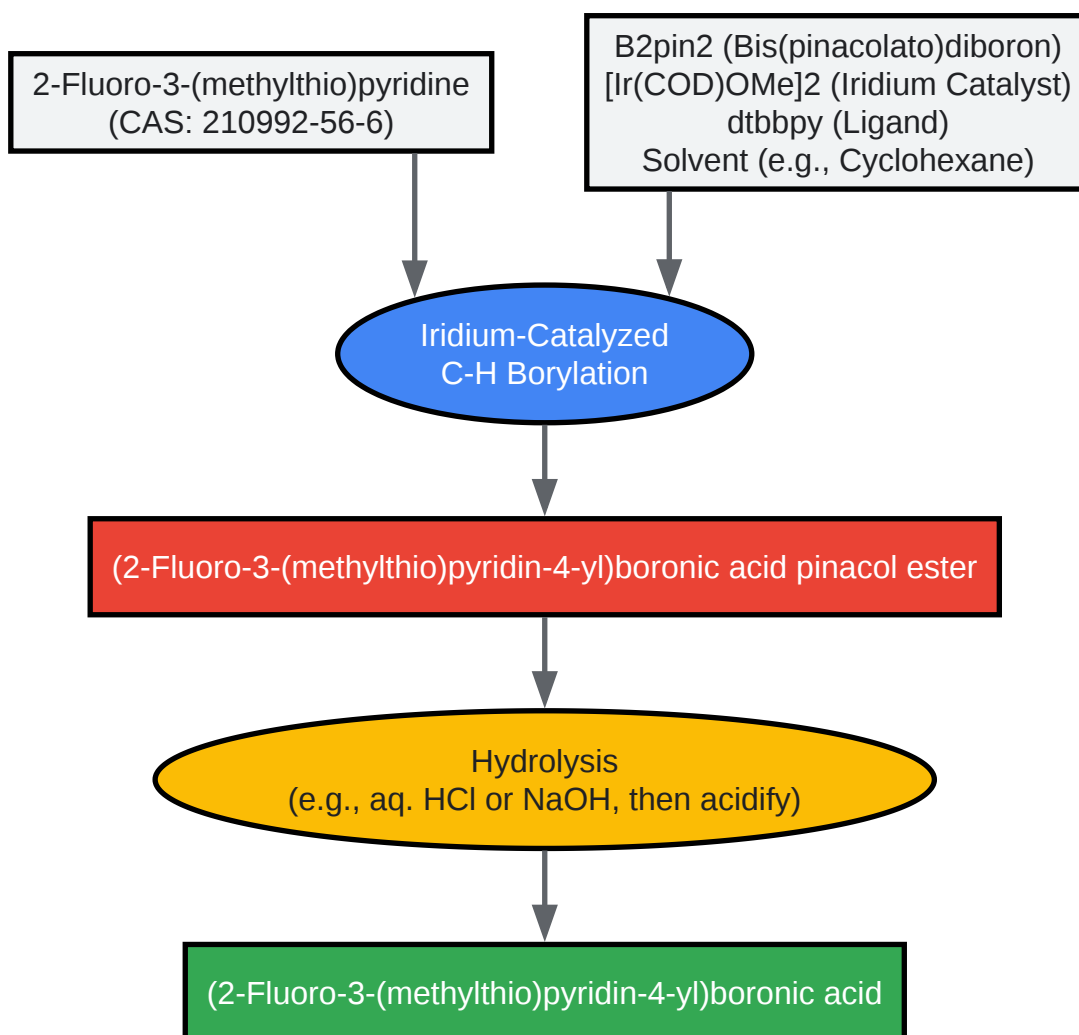 2-Fluoro-3-(methylthio)pyridine
(CAS: 210992-56-6)
B2pin2 (Bis(pinacolato)diboron)
[Ir(COD)OMe]2 (Iridium Catalyst)
dtbbpy (Ligand)
Solvent (e.g., Cyclohexane)
Iridium-Catalyzed
C-H Borylation
(2-Fluoro-3-(methylthio)pyridin-4-yl)boronic acid pinacol ester
Hydrolysis
(e.g., aq. HCl or NaOH, then acidify)
(2-Fluoro-3-(methylthio)pyridin-4-yl)boronic acid